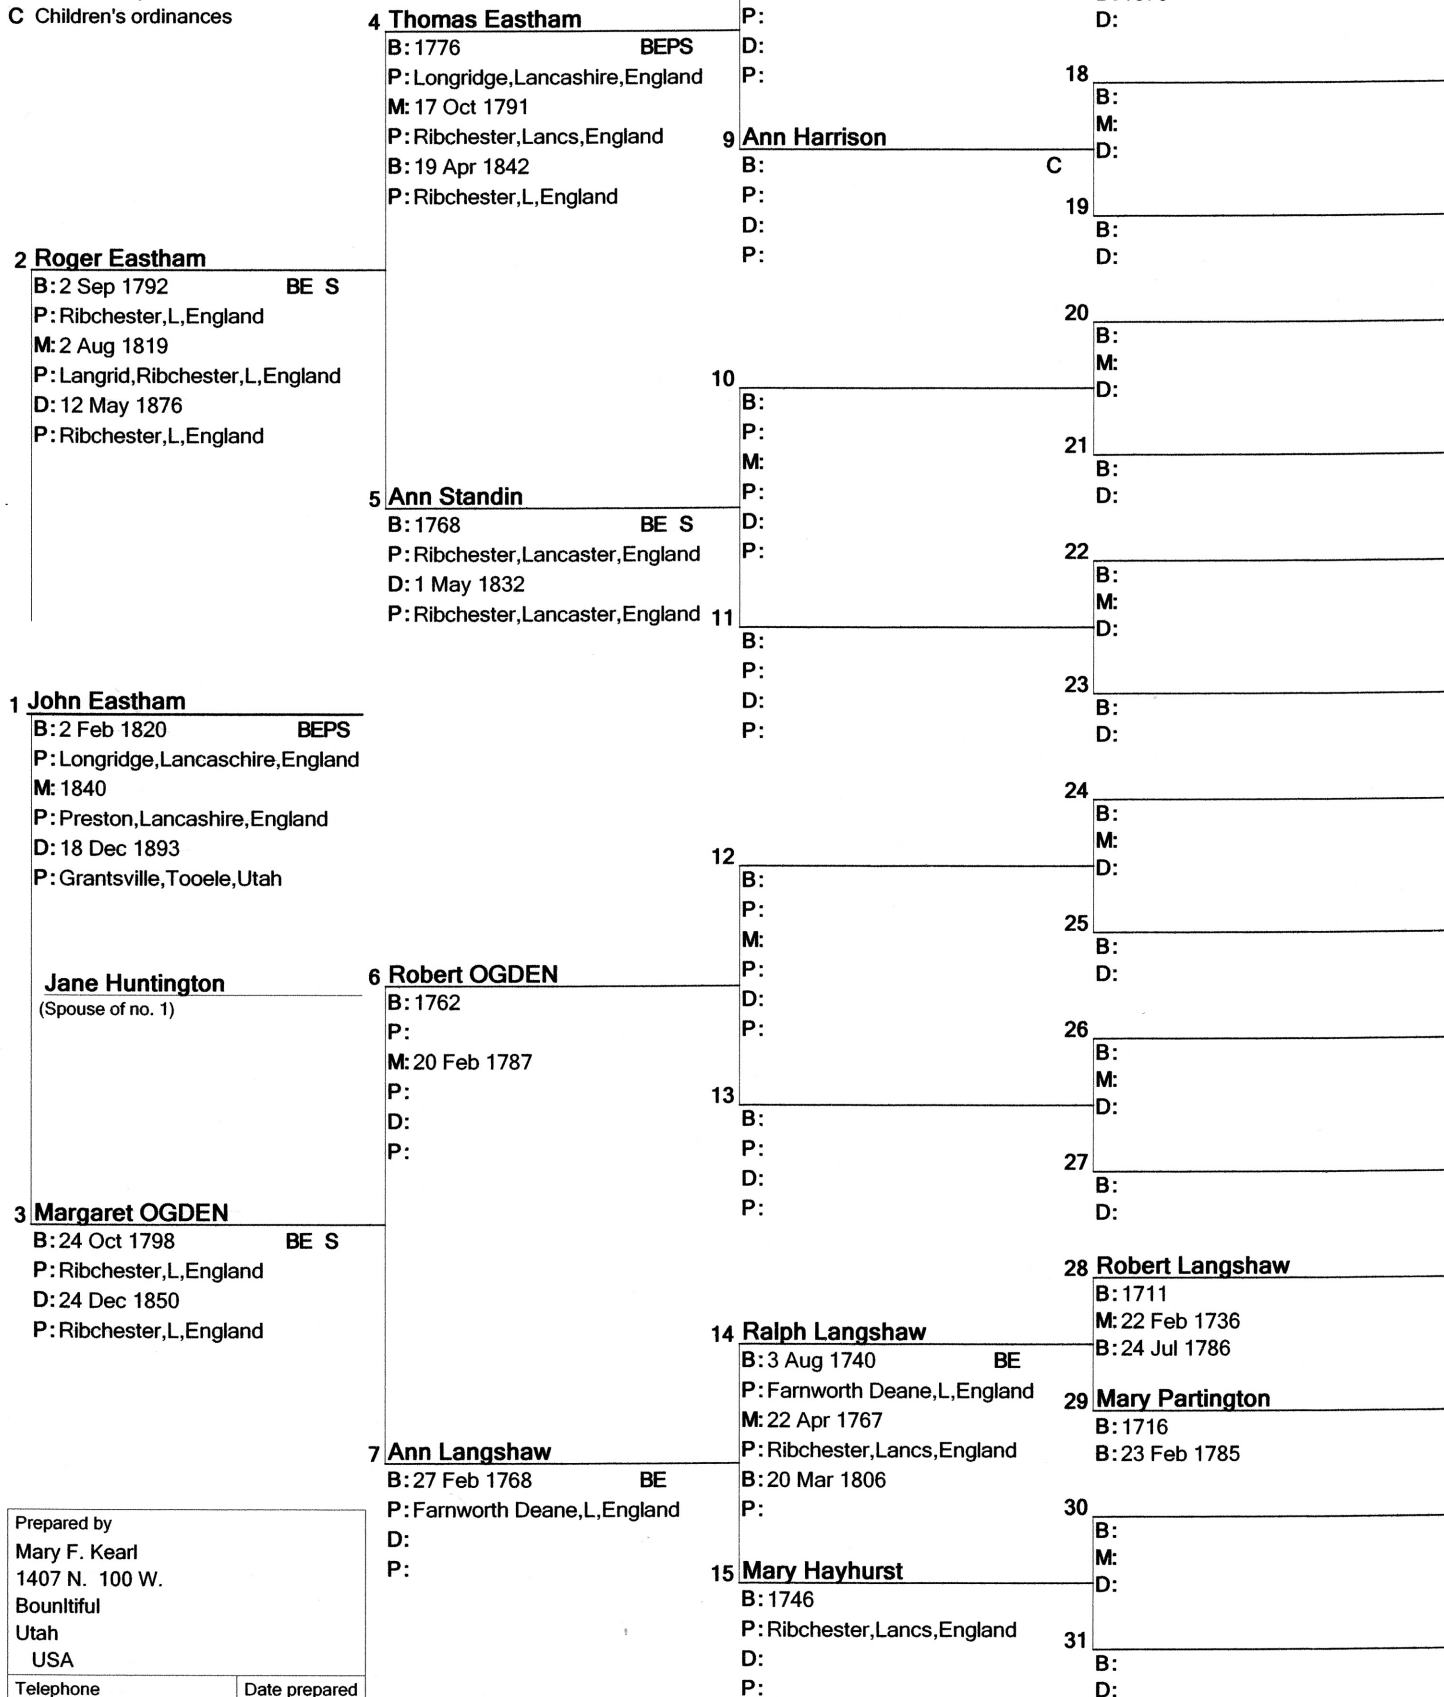 C Children's ordinances
4 Thomas Eastham
B: 1776 BEPS
P: Longridge,Lancashire,England
M: 17 Oct 1791
P: Ribchester,Lancs,England
B: 19 Apr 1842
P: Ribchester,L,England
2 Roger Eastham
B: 2 Sep 1792 BE S
P: Ribchester,L,England
M: 2 Aug 1819
P: Langrid,Ribchester,L,England
D: 12 May 1876
P: Ribchester,L,England
5 Ann Standin
B: 1768 BE S
P: Ribchester,Lancaster,England
D: 1 May 1832
P: Ribchester,Lancaster,England
1 John Eastham
B: 2 Feb 1820 BEPS
P: Longridge,Lancaschire,England
M: 1840
P: Preston,Lancashire,England
D: 18 Dec 1893
P: Grantsville,Tooele,Utah
Jane Huntington
(Spouse of no. 1)
6 Robert OGDEN
B: 1762
P:
M: 20 Feb 1787
P:
D:
P:
3 Margaret OGDEN
B: 24 Oct 1798 BE S
P: Ribchester,L,England
D: 24 Dec 1850
P: Ribchester,L,England
7 Ann Langshaw
B: 27 Feb 1768 BE
P: Farnworth Deane,L,England
D:
P:
Prepared by
Mary F. Kearl
1407 N. 100 W.
Bounltiful
Utah
USA
Telephone
Date prepared
P:
D:
P:
9 Ann Harrison
B: C
P:
D:
P:
10
B:
P:
M:
P:
D:
P:
11
B:
P:
D:
P:
12
B:
P:
M:
P:
D:
P:
13
B:
P:
D:
P:
14 Ralph Langshaw
B: 3 Aug 1740 BE
P: Farnworth Deane,L,England
M: 22 Apr 1767
P: Ribchester,Lancs,England
B: 20 Mar 1806
P:
15 Mary Hayhurst
B: 1746
P: Ribchester,Lancs,England
D:
P:
D:
18
B:
M:
D:
19
B:
D:
20
B:
M:
D:
21
B:
D:
22
B:
M:
D:
23
B:
D:
24
B:
M:
D:
25
B:
D:
26
B:
M:
D:
27
B:
D:
28 Robert Langshaw
B: 1711
M: 22 Feb 1736
B: 24 Jul 1786
29 Mary Partington
B: 1716
B: 23 Feb 1785
30
B:
M:
D:
31
B:
D: